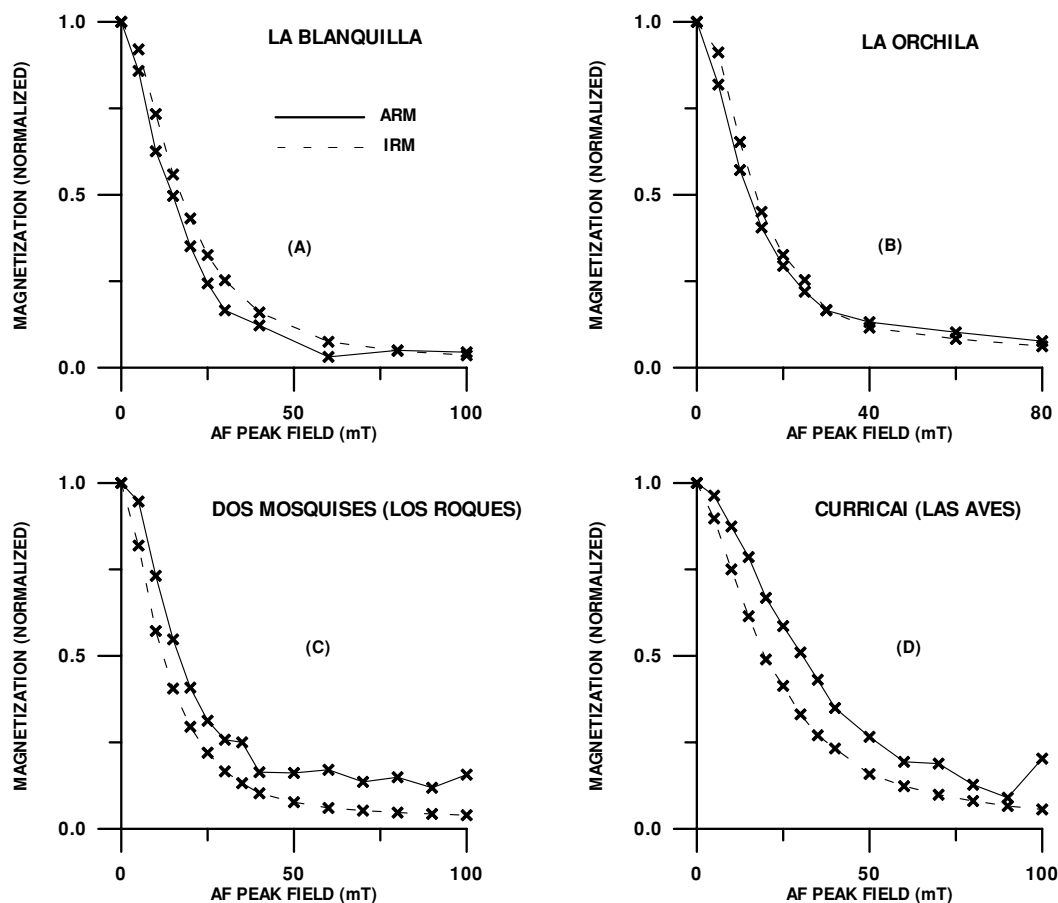 MAGNETIZATION (NORMALIZED)
1.0
0.5
0.0
LA BLANQUILLA
ARM
IRM
(A)
0
50
100
AF PEAK FIELD (mT)
MAGNETIZATION (NORMALIZED)
1.0
0.5
0.0
LA ORCHILA
(B)
0
40
80
AF PEAK FIELD (mT)
MAGNETIZATION (NORMALIZED)
1.0
0.5
0.0
DOS MOSQUISES (LOS ROQUES)
(C)
0
50
100
AF PEAK FIELD (mT)
MAGNETIZATION (NORMALIZED)
1.0
0.5
0.0
CURRICAI (LAS AVES)
(D)
0
50
100
AF PEAK FIELD (mT)